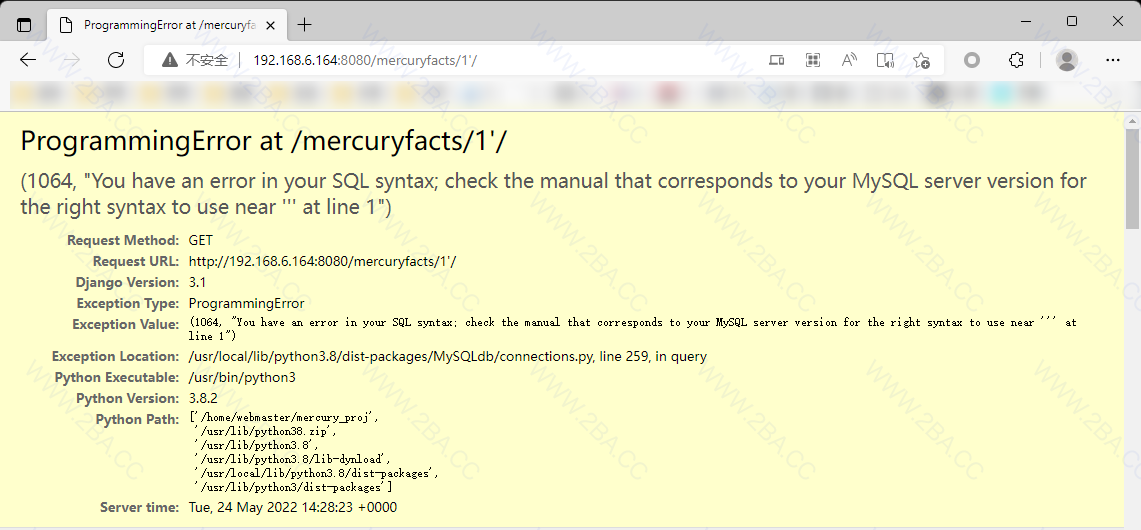 ProgrammingError at /mercuryfa
不安全 192.168.6.164:8080/mercuryfacts/1'/
ProgrammingError at /mercuryfacts/1'/
(1064, "You have an error in your SQL syntax; check the manual that corresponds to your MySQL server version for
the right syntax to use near ''' at line 1")
Request Method: GET
Request URL: http://192.168.6.164:8080/mercuryfacts/1'/
Django Version: 3.1
Exception Type: ProgrammingError
Exception Value: (1064, "You have an error in your SQL syntax; check the manual that corresponds to your MySQL server version for the right syntax to use near ''' at
line 1")
Exception Location: /usr/local/lib/python3.8/dist-packages/MySQLdb/connections.py, line 259, in query
Python Executable: /usr/bin/python3
Python Version: 3.8.2
Python Path: ['/home/webmaster/mercury_proj',
'/usr/lib/python38.zip',
'/usr/lib/python3.8',
'/usr/lib/python3.8/lib-dynload',
'/usr/local/lib/python3.8/dist-packages',
'/usr/lib/python3/dist-packages']
Server time: Tue, 24 May 2022 14:28:23 +0000
WWW.2BA.CC